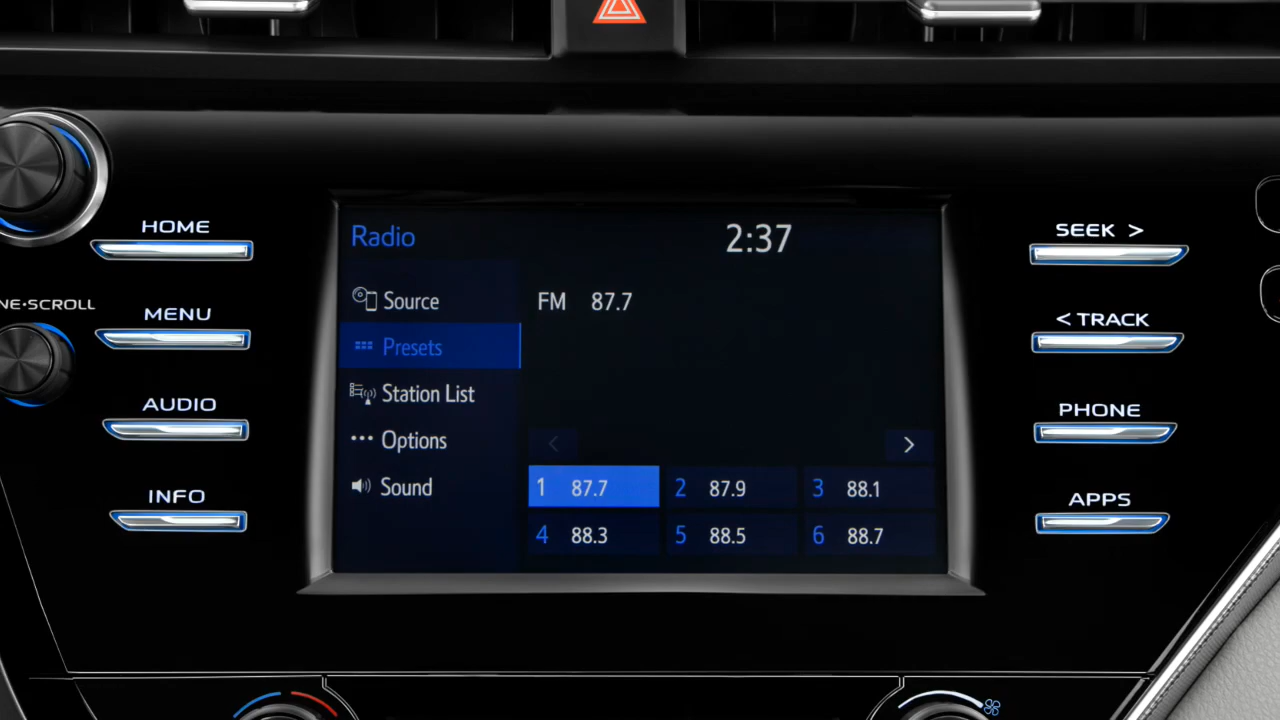 HOME
MENU
AUDIO
INFO
NE·SCROLL
Radio
2:37
Source
Presets
Station List
Options
Sound
FM 87.7
<
>
1 87.7
2 87.9
3 88.1
4 88.3
5 88.5
6 88.7
SEEK >
< TRACK
PHONE
APPS